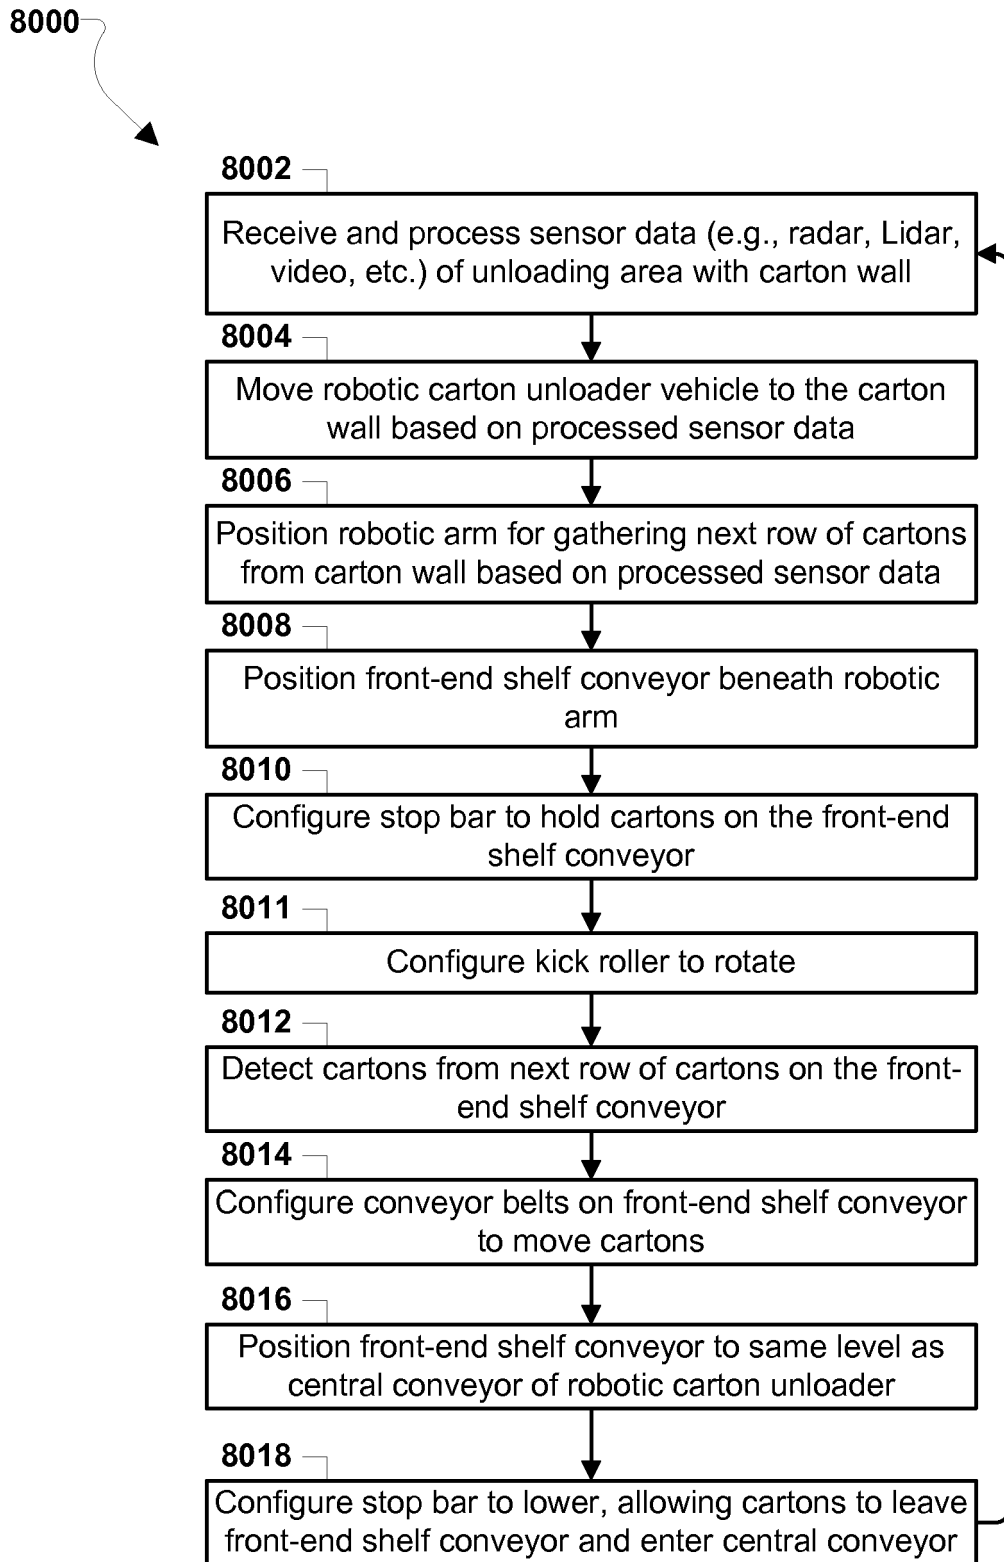 8000
8002
Receive and process sensor data (e.g., radar, Lidar,
video, etc.) of unloading area with carton wall
8004
Move robotic carton unloader vehicle to the carton
wall based on processed sensor data
8006
Position robotic arm for gathering next row of cartons
from carton wall based on processed sensor data
8008
Position front-end shelf conveyor beneath robotic
arm
8010
Configure stop bar to hold cartons on the front-end
shelf conveyor
8011
Configure kick roller to rotate
8012
Detect cartons from next row of cartons on the front-
end shelf conveyor
8014
Configure conveyor belts on front-end shelf conveyor
to move cartons
8016
Position front-end shelf conveyor to same level as
central conveyor of robotic carton unloader
8018
Configure stop bar to lower, allowing cartons to leave
front-end shelf conveyor and enter central conveyor